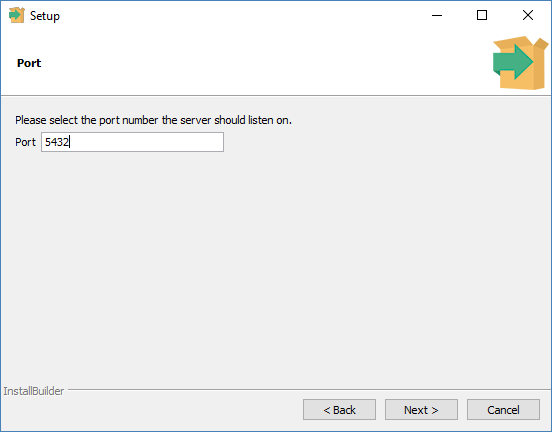 Setup
Port
Please select the port number the server should listen on.
Port 5432
InstallBuilder
< Back Next > Cancel